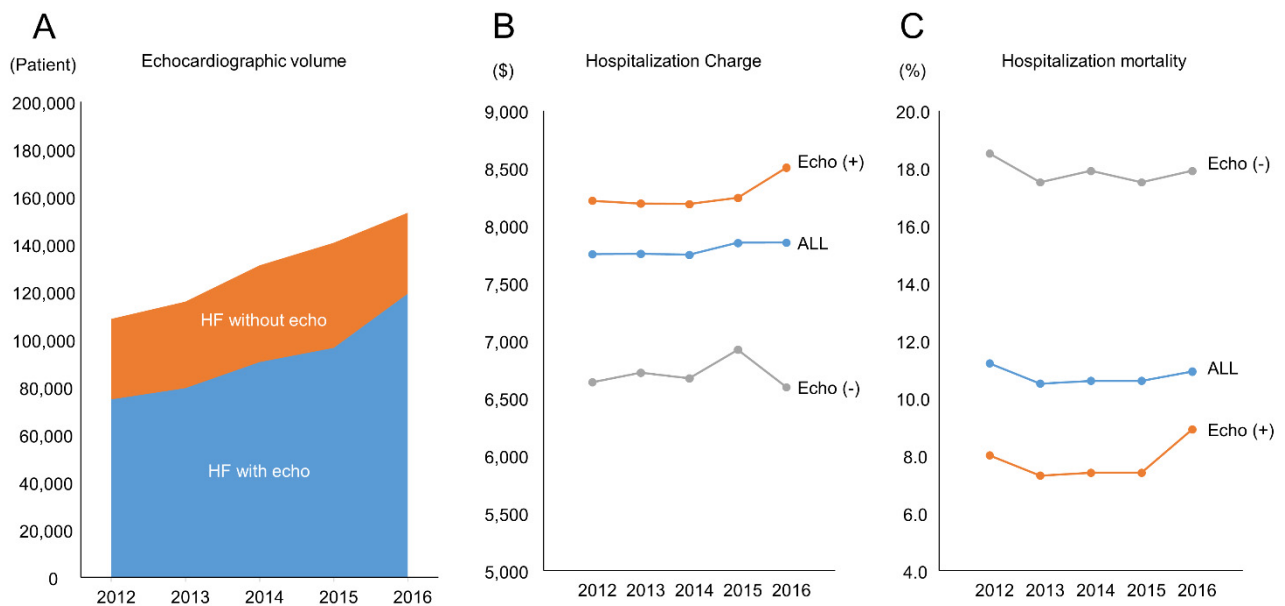 A
(Patient)
Echocardiographic volume
200,000
180,000
160,000
140,000
120,000
100,000
80,000
60,000
40,000
20,000
0
HF without echo
HF with echo
2012 2013 2014 2015 2016
B
($)
Hospitalization Charge
9,000
8,500
8,000
7,500
7,000
6,500
6,000
5,500
5,000
Echo (+)
ALL
Echo (-)
2012 2013 2014 2015 2016
C
(%)
Hospitalization mortality
20.0
18.0
16.0
14.0
12.0
10.0
8.0
6.0
4.0
Echo (-)
ALL
Echo (+)
2012 2013 2014 2015 2016